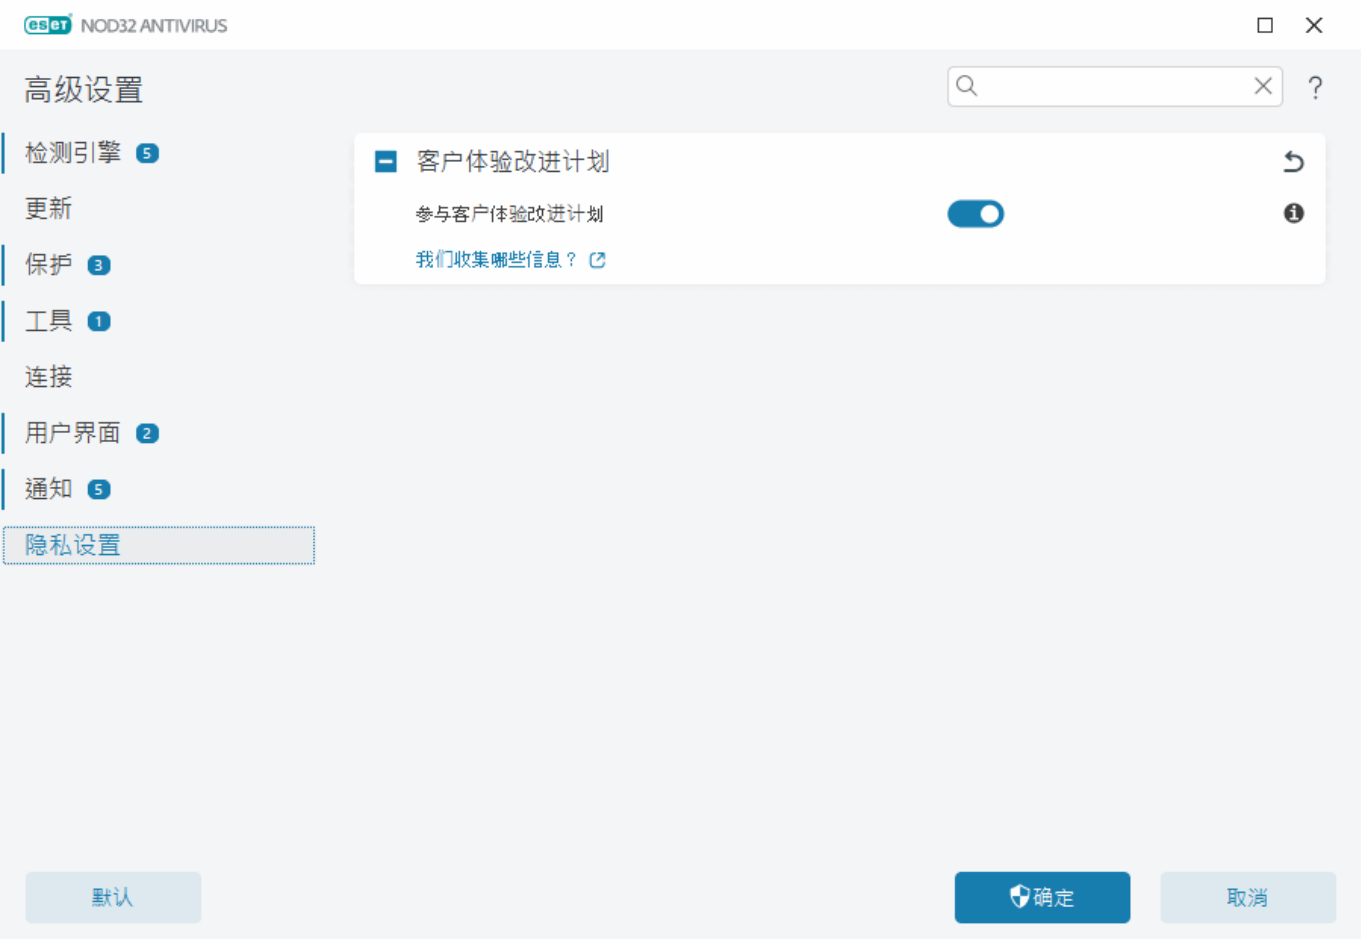 eset NOD32 ANTIVIRUS
高级设置
?
检测引擎 5
更新
保护 3
工具 1
连接
用户界面 2
通知 5
隐私设置
客户体验改进计划
参与客户体验改进计划
我们收集哪些信息？
默认
确定
取消